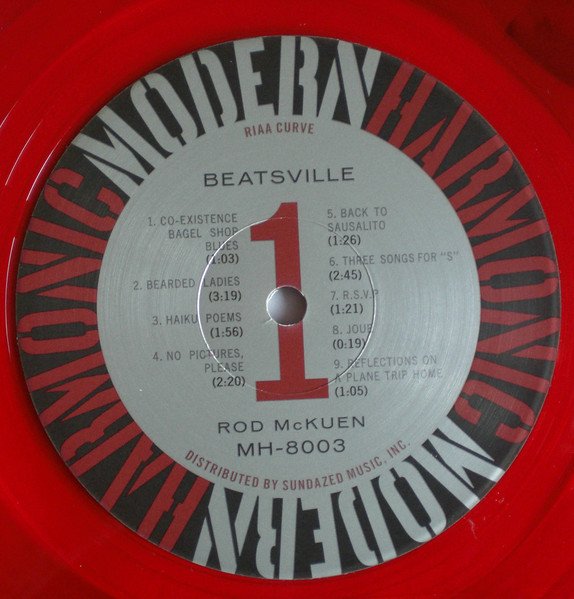 MODERN HARMONIC MODERN HARMONIC
RIAA CURVE
BEATSVILLE
1
1. CO-EXISTENCE
BAGEL SHOP
BLUES
(1:03)
2. BEARDED LADIES
(3:19)
3. HAIKU POEMS
(1:56)
4. NO PICTURES,
PLEASE
(2:20)
5. BACK TO
SAUSALITO
(1:26)
6. THREE SONGS FOR "S"
(2:45)
7. R.S.V.P
(1:21)
8. JOUE
(0:19)
9. REFLECTIONS ON
A PLANE TRIP HOME
(1:05)
ROD McKUEN
MH-8003
DISTRIBUTED BY SUNDAZED MUSIC, INC.